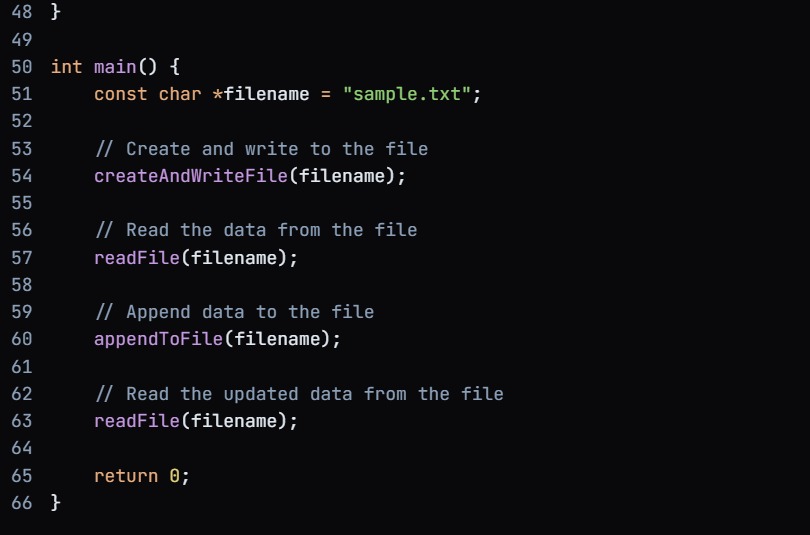 48 }
49
50 int main() {
51     const char *filename = "sample.txt";
52
53     // Create and write to the file
54     createAndWriteFile(filename);
55
56     // Read the data from the file
57     readFile(filename);
58
59     // Append data to the file
60     appendToFile(filename);
61
62     // Read the updated data from the file
63     readFile(filename);
64
65     return 0;
66 }